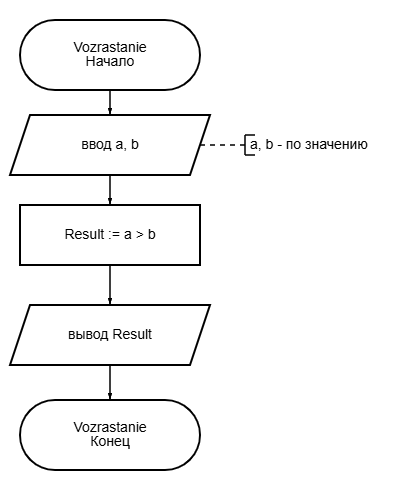 Vozrastanie
Начало
ввод a, b
a, b - по значению
Result := a > b
вывод Result
Vozrastanie
Конец